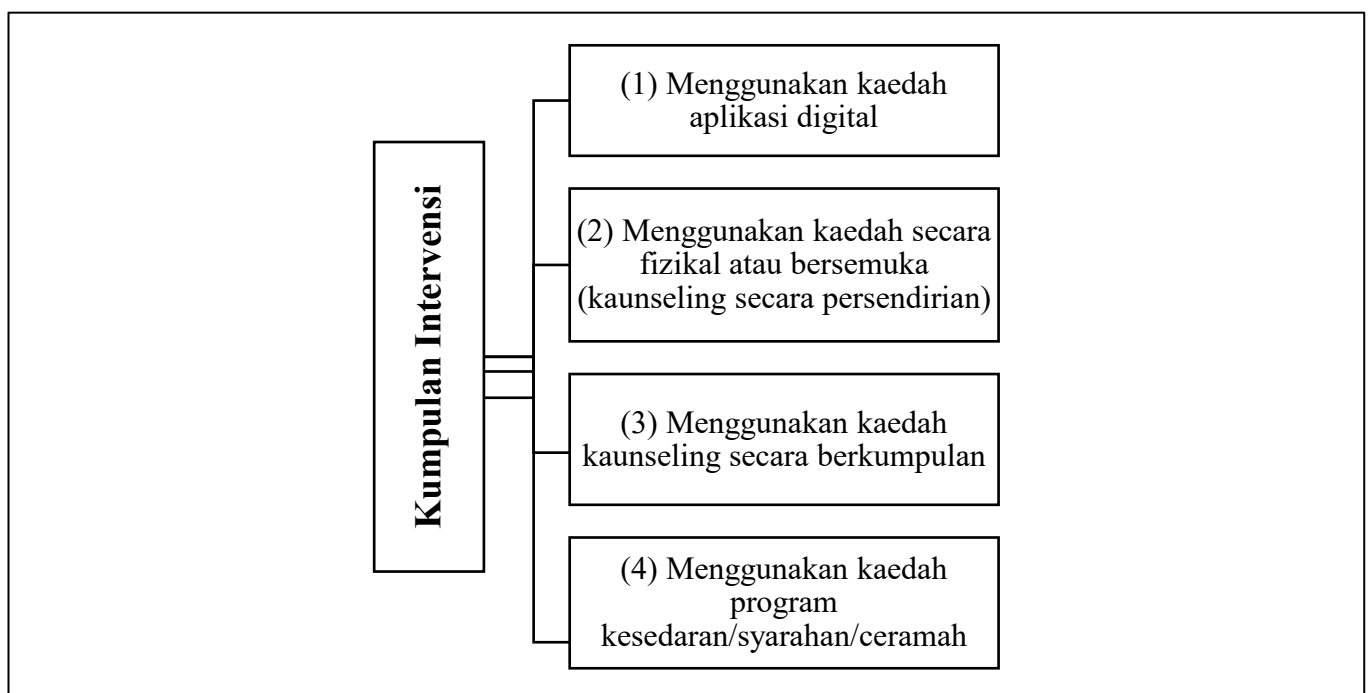 Kumpulan Intervensi
(1) Menggunakan kaedah
aplikasi digital
(2) Menggunakan kaedah secara
fizikal atau bersemuka
(kaunseling secara persendirian)
(3) Menggunakan kaedah
kaunseling secara berkumpulan
(4) Menggunakan kaedah
program
kesedaran/syarahan/ceramah